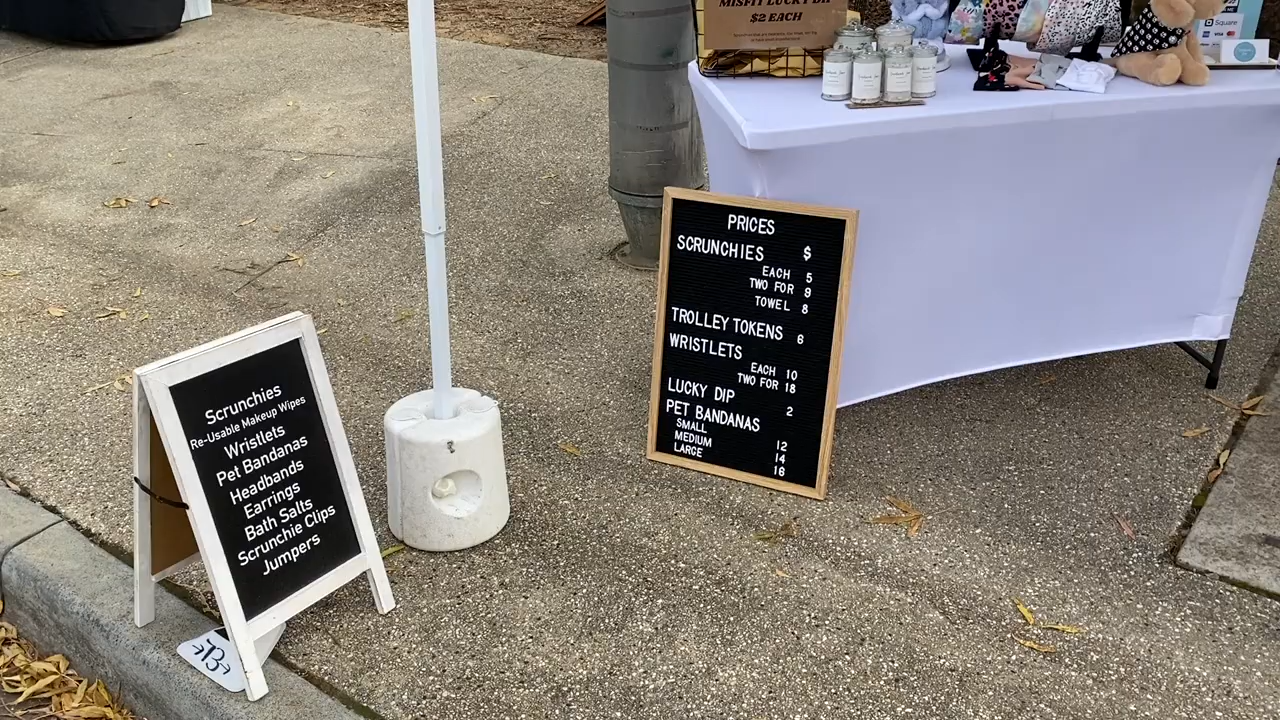 MISFIT LUCKY DIP
$2 EACH
Square
VISA
PRICES
SCRUNCHIES $
EACH 5
TWO FOR 9
TOWEL 8
TROLLEY TOKENS 6
WRISTLETS
EACH 10
TWO FOR 18
LUCKY DIP 2
PET BANDANAS
SMALL 12
MEDIUM 14
LARGE 16
Scrunchies
Re-Usable Makeup Wipes
Wristlets
Pet Bandanas
Headbands
Earrings
Bath Salts
Scrunchie Clips
Jumpers